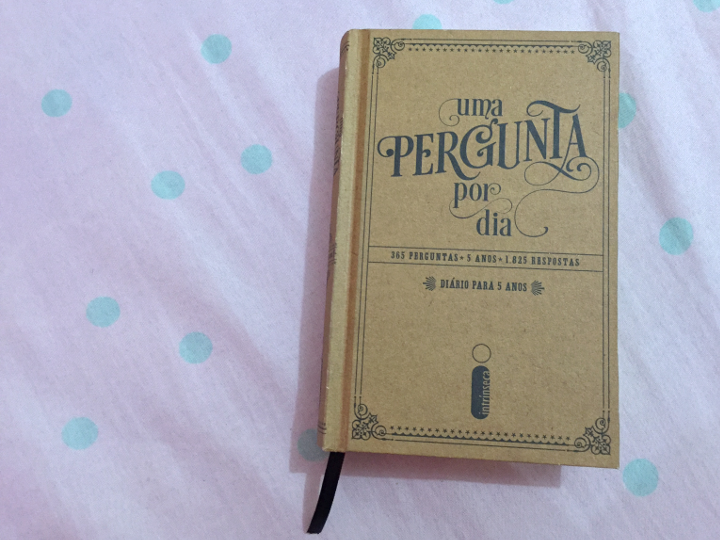 uma
PERGUNTA
por
dia
365 PERGUNTAS • 5 ANOS • 1.825 RESPOSTAS
DIÁRIO PARA 5 ANOS
intrínseca